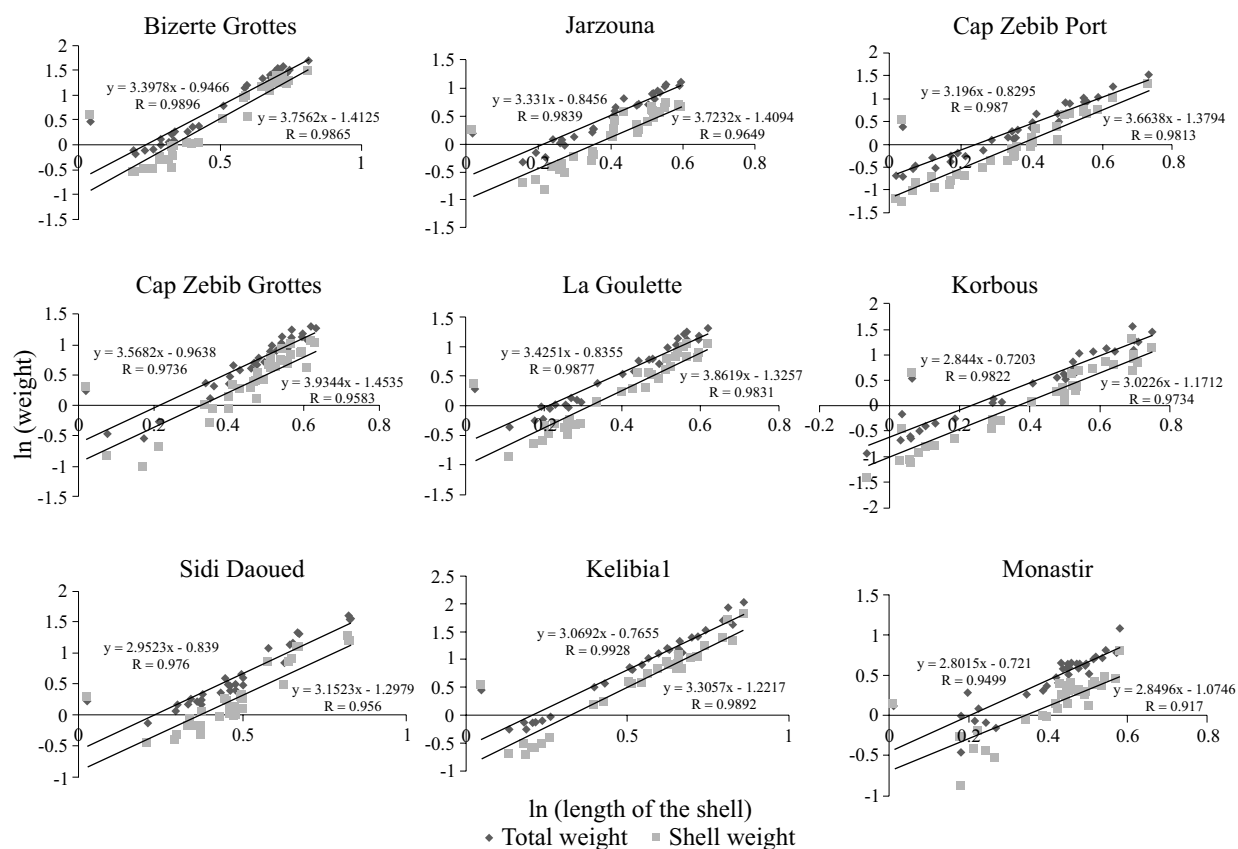 Bizerte Grottes
2
1.5
1
0.5
0
-0.5
-1
-1.5
0.5
1
y = 3.3978x - 0.9466
R = 0.9896
y = 3.7562x - 1.4125
R = 0.9865
Jarzouna
1.5
1
0.5
0
-0.5
-1
-1.5
0
0.2
0.4
0.6
0.8
y = 3.331x - 0.8456
R = 0.9839
y = 3.7232x - 1.4094
R = 0.9649
Cap Zebib Port
2
1.5
1
0.5
0
-0.5
-1
-1.5
0
0.2
0.4
0.6
0.8
y = 3.196x - 0.8295
R = 0.987
y = 3.6638x - 1.3794
R = 0.9813
ln (weight)
Cap Zebib Grottes
1.5
1
0.5
0
-0.5
-1
-1.5
0
0.2
0.4
0.6
0.8
y = 3.5682x - 0.9638
R = 0.9736
y = 3.9344x - 1.4535
R = 0.9583
La Goulette
1.5
1
0.5
0
-0.5
-1
-1.5
0
0.2
0.4
0.6
0.8
y = 3.4251x - 0.8355
R = 0.9877
y = 3.8619x - 1.3257
R = 0.9831
Korbous
2
1.5
1
0.5
0
-0.5
-1
-1.5
-2
-0.2
0
0.2
0.4
0.6
0.8
y = 2.844x - 0.7203
R = 0.9822
y = 3.0226x - 1.1712
R = 0.9734
Sidi Daoued
2
1.5
1
0.5
0
-0.5
-1
0
0.5
1
y = 2.9523x - 0.839
R = 0.976
y = 3.1523x - 1.2979
R = 0.956
Kelibia1
2.5
2
1.5
1
0.5
0
-0.5
-1
-1.5
0
0.5
1
y = 3.0692x - 0.7655
R = 0.9928
y = 3.3057x - 1.2217
R = 0.9892
Monastir
1.5
1
0.5
0
-0.5
-1
0
0.2
0.4
0.6
0.8
y = 2.8015x - 0.721
R = 0.9499
y = 2.8496x - 1.0746
R = 0.917
ln (length of the shell)
Total weight Shell weight